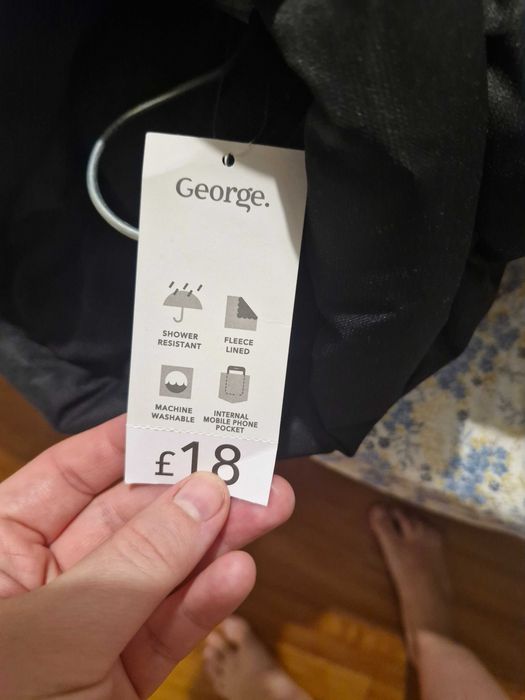 George.
SHOWER
RESISTANT
FLEECE
LINED
MACHINE
WASHABLE
INTERNAL
MOBILE PHONE
POCKET
£18